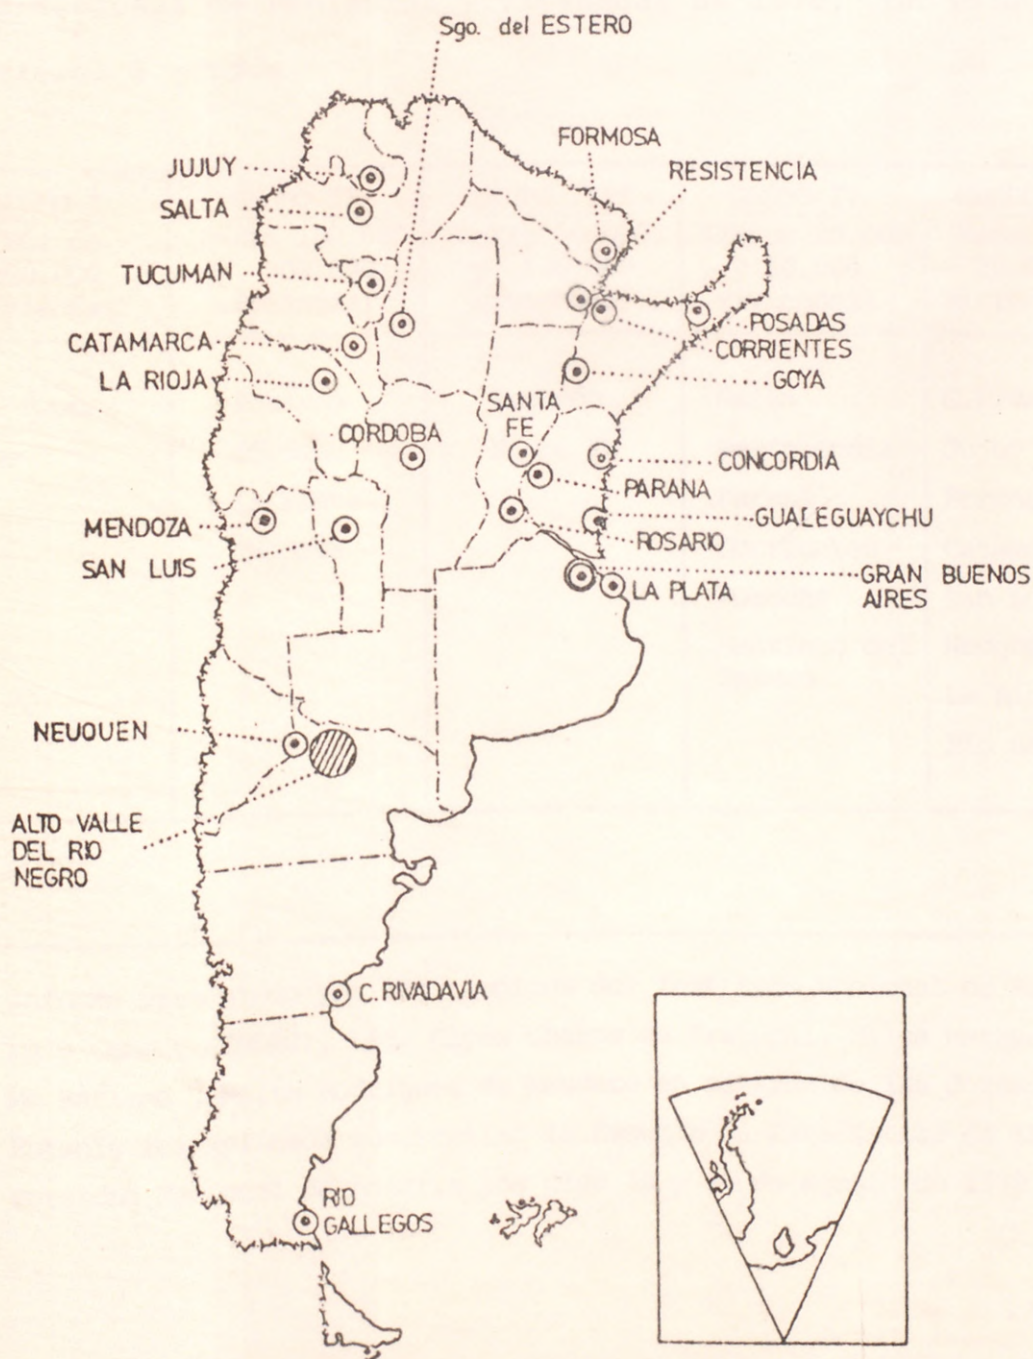 Sgo. del ESTERO
FORMOSA
RESISTENCIA
JUJUY
SALTA
TUCUMAN
POSADAS
CATAMARCA
CORRIENTES
LA RIOJA
GOYA
SANTA
FE
CORDOBA
CONCORDIA
PARANA
MENDOZA
GUALEGUAYCHU
ROSARIO
SAN LUIS
GRAN BUENOS
AIRES
LA PLATA
NEUQUEN
ALTO VALLE
DEL RIO
NEGRO
C. RIVADAVIA
RIO
GALLEGOS